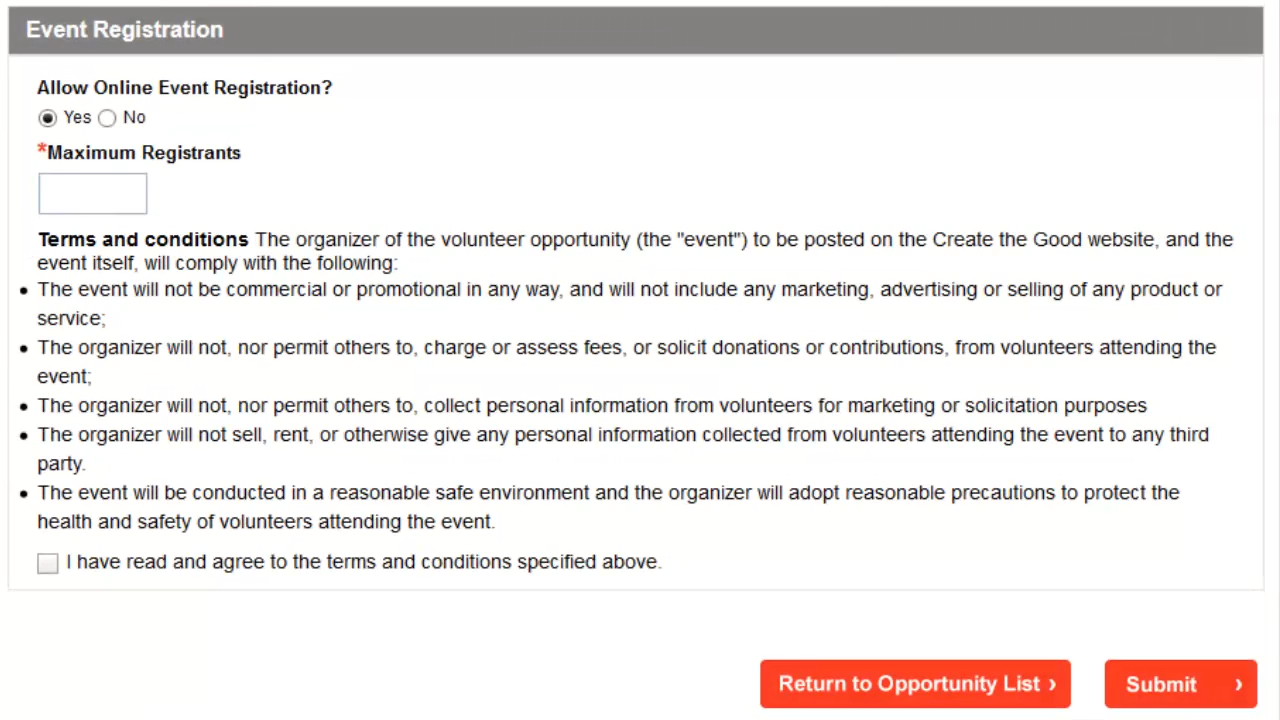 Event Registration
Allow Online Event Registration?
Yes No
*Maximum Registrants
Terms and conditions The organizer of the volunteer opportunity (the "event") to be posted on the Create the Good website, and the
event itself, will comply with the following:
• The event will not be commercial or promotional in any way, and will not include any marketing, advertising or selling of any product or
service;
• The organizer will not, nor permit others to, charge or assess fees, or solicit donations or contributions, from volunteers attending the
event;
• The organizer will not, nor permit others to, collect personal information from volunteers for marketing or solicitation purposes
• The organizer will not sell, rent, or otherwise give any personal information collected from volunteers attending the event to any third
party.
• The event will be conducted in a reasonable safe environment and the organizer will adopt reasonable precautions to protect the
health and safety of volunteers attending the event.
I have read and agree to the terms and conditions specified above.
Return to Opportunity List › Submit ›